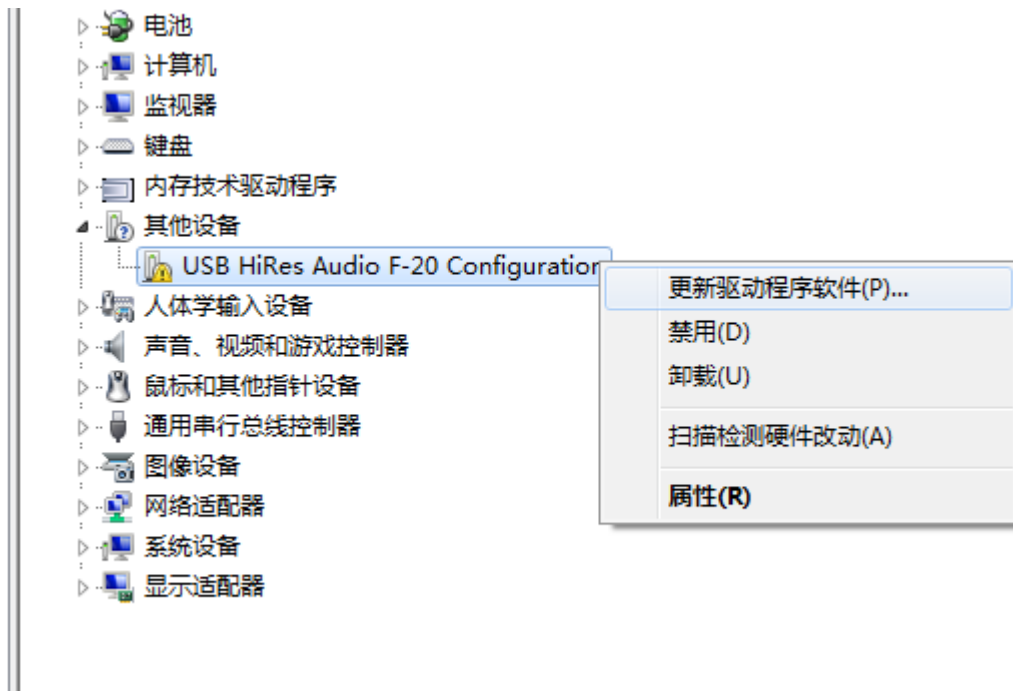 电池
计算机
监视器
键盘
内存技术驱动程序
其他设备
USB HiRes Audio F-20 Configuration
更新驱动程序软件(P)...
禁用(D)
卸载(U)
扫描检测硬件改动(A)
属性(R)
人体学输入设备
声音、视频和游戏控制器
鼠标和其他指针设备
通用串行总线控制器
图像设备
网络适配器
系统设备
显示适配器